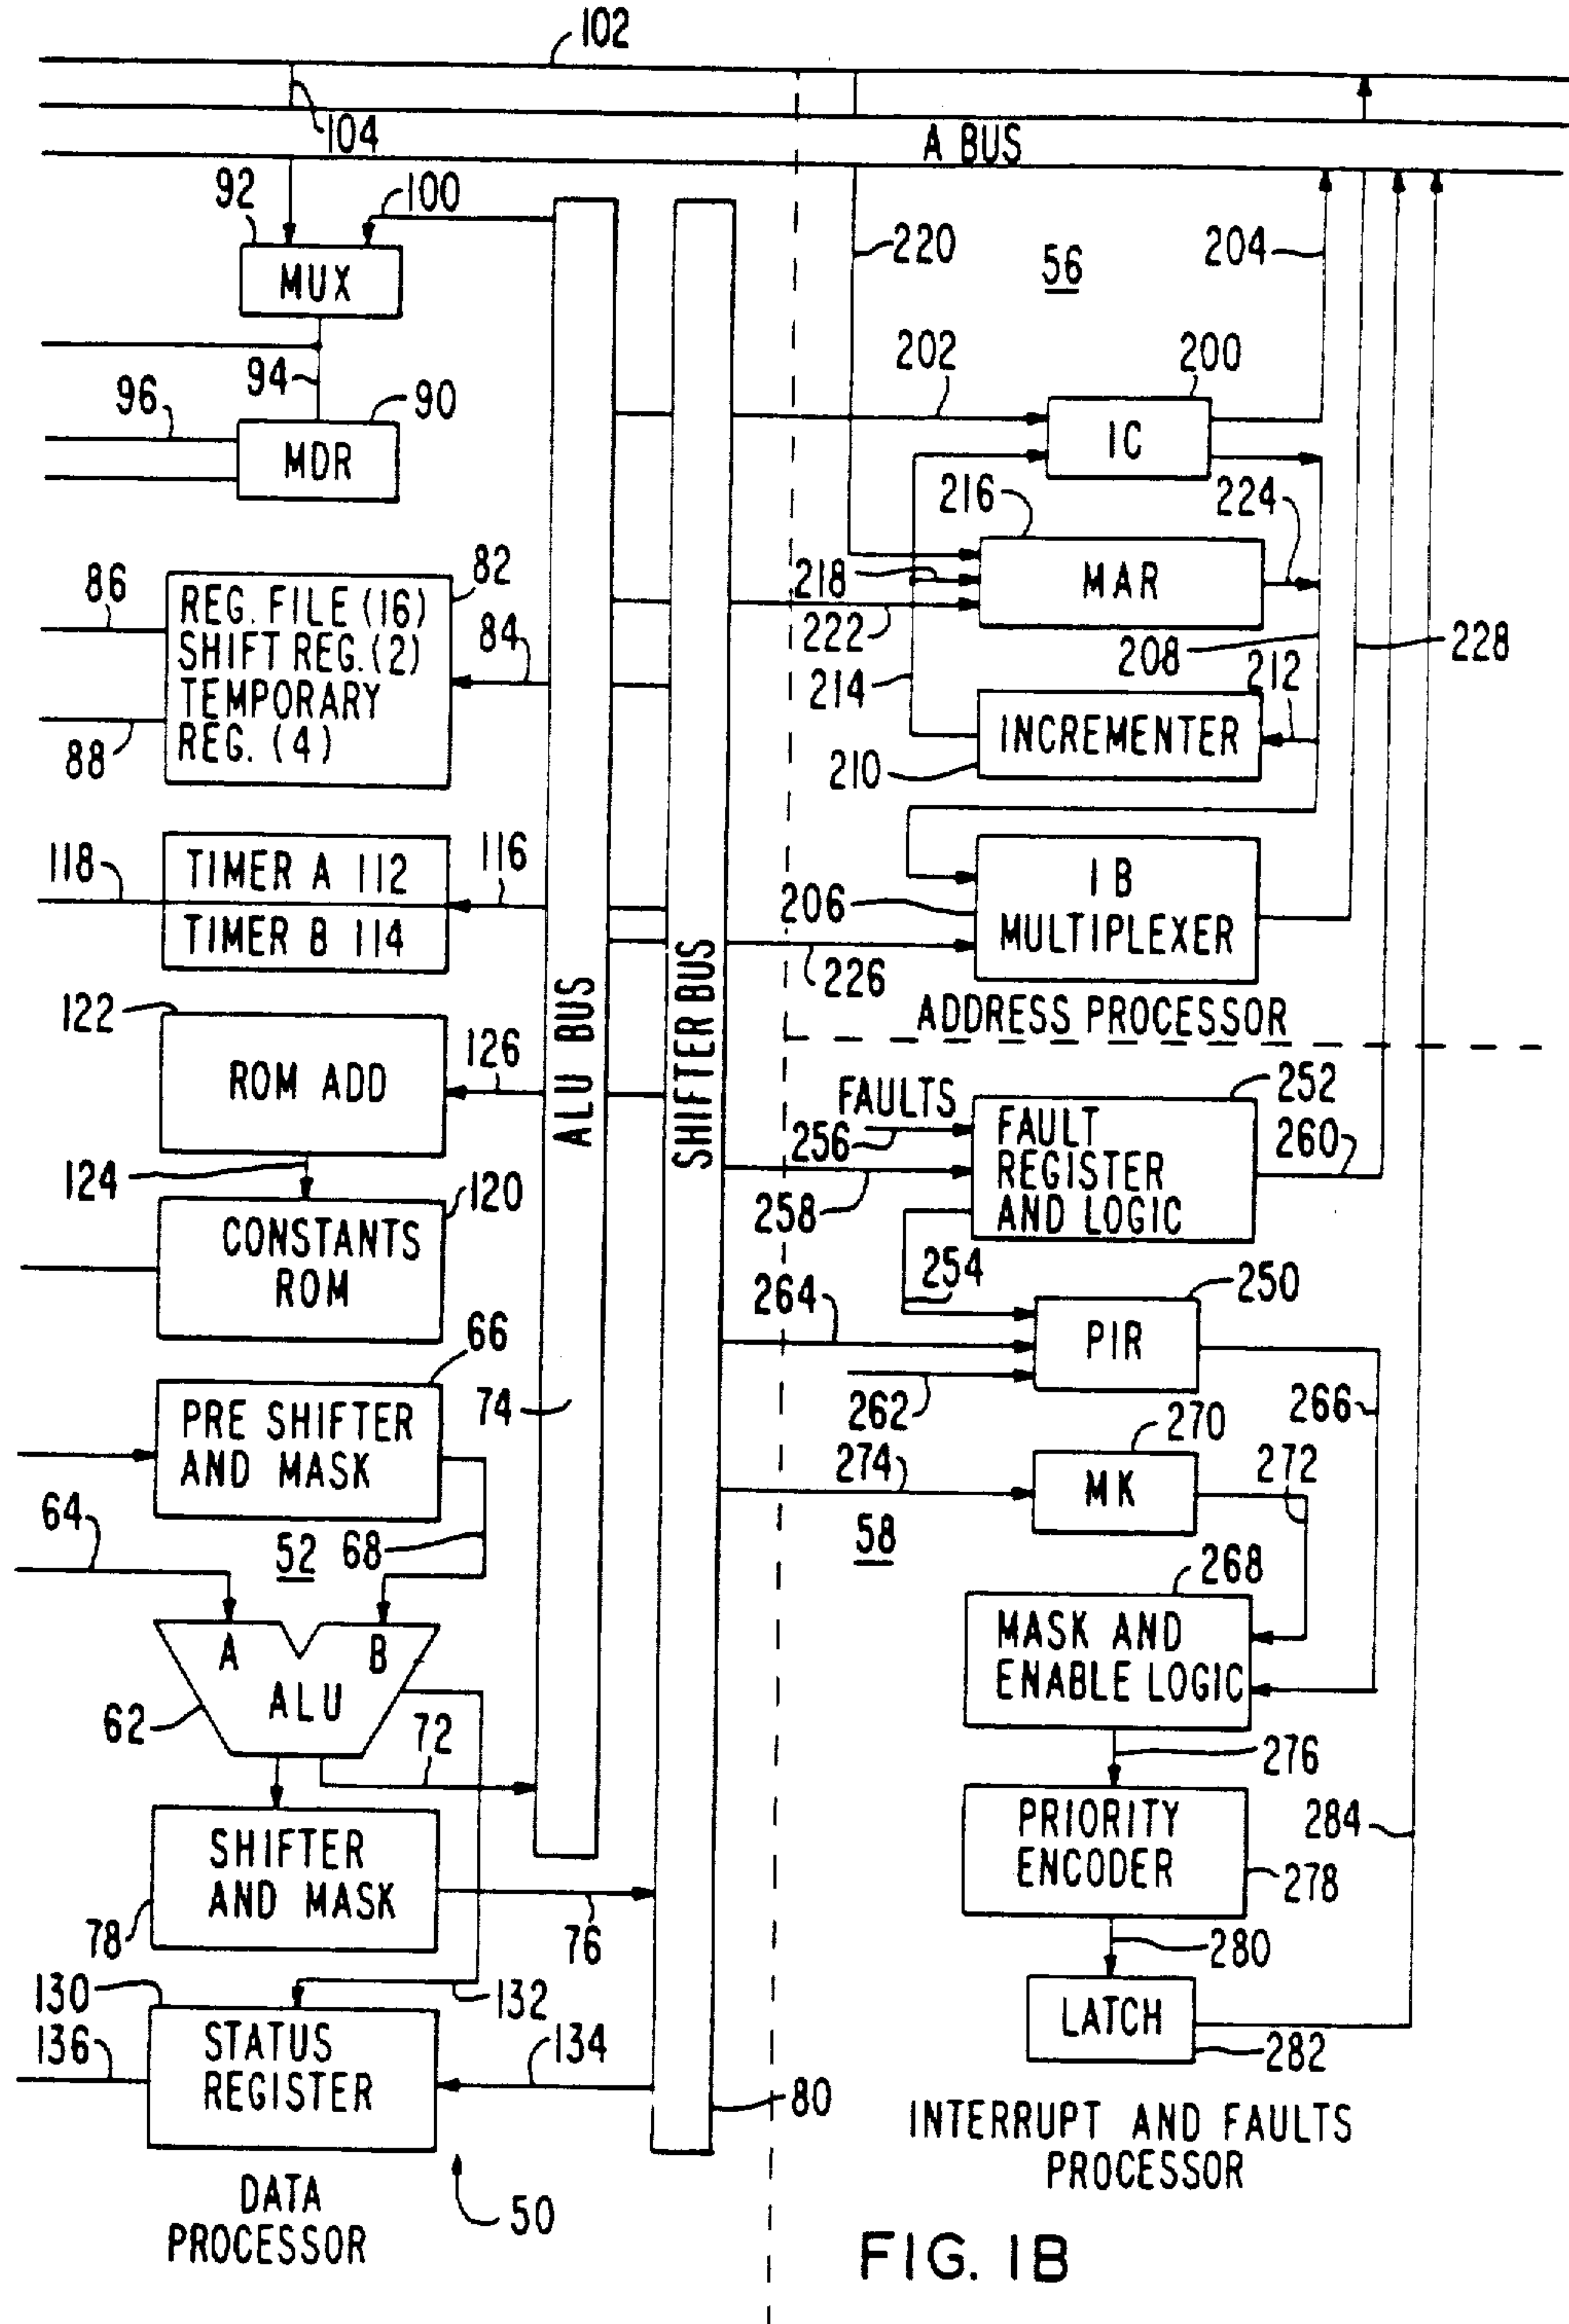 102
104
A BUS
92
100
MUX
220
56
204
94
96
90
MDR
202
200
IC
216
224
218
MAR
222
208
228
86
82
REG. FILE (16)
SHIFT REG. (2)
TEMPORARY
REG. (4)
84
88
214
212
INCREMENTER
210
118
TIMER A 112
TIMER B 114
116
206
IB
MULTIPLEXER
226
ADDRESS PROCESSOR
122
ROM ADD
126
124
ALU BUS
SHIFTER BUS
FAULTS
256
252
FAULT
REGISTER
AND LOGIC
260
258
120
CONSTANTS
ROM
254
264
250
PIR
262
266
66
PRE SHIFTER
AND MASK
74
270
274
MK
272
64
52
68
58
268
A
B
ALU
62
72
MASK AND
ENABLE LOGIC
276
SHIFTER
AND MASK
78
76
PRIORITY
ENCODER
278
284
280
130
132
136
STATUS
REGISTER
134
LATCH
282
80
INTERRUPT AND FAULTS
PROCESSOR
DATA
PROCESSOR
50
FIG. 1B